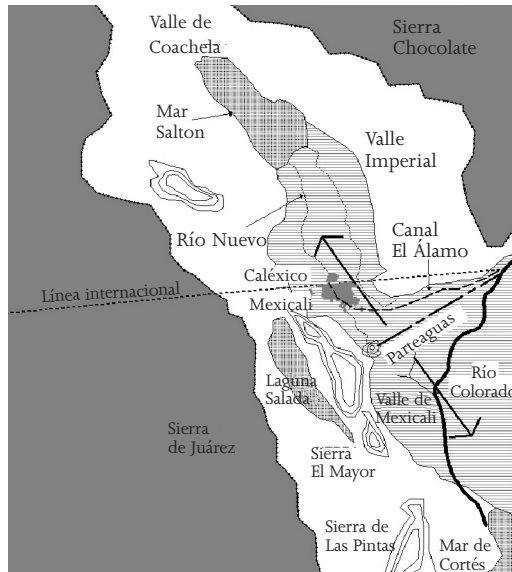 Valle de
Coachela
Sierra
Chocolate
Mar
Salton
Valle
Imperial
Río Nuevo
Canal
El Álamo
Caléxico
Línea internacional
Mexicali
Parteaguas
Río
Colorado
Laguna
Salada
Valle de
Mexicali
Sierra
de Juárez
Sierra
El Mayor
Sierra de
Las Pintas
Mar de
Cortés